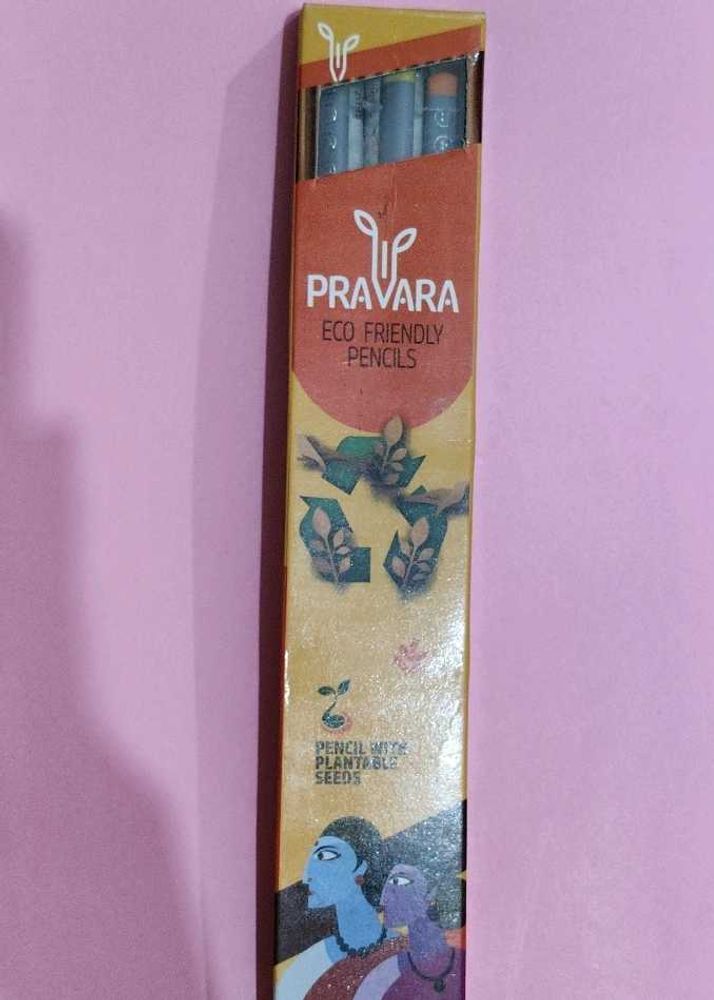 PRAVARA
ECO FRIENDLY
PENCILS
PENCIL WITH
PLANTABLE
SEEDS